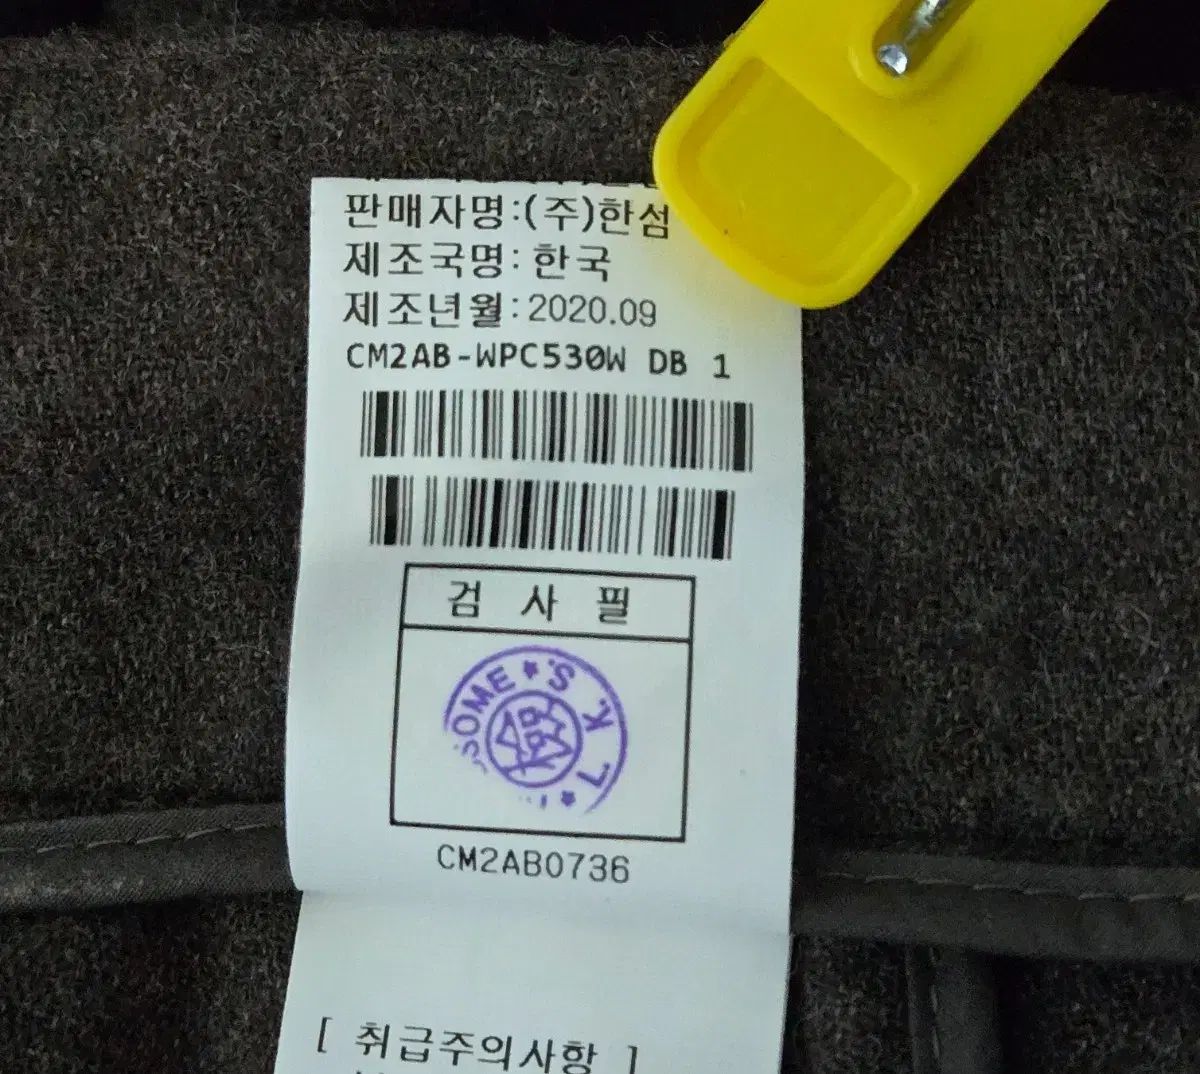 판매자명:(주)한섬
제조국명:한국
제조년월:2020.09
CM2AB-WPC530W DB 1
검 사 필
SOME S.K.L
CM2AB0736
[ 취급주의사항 ]